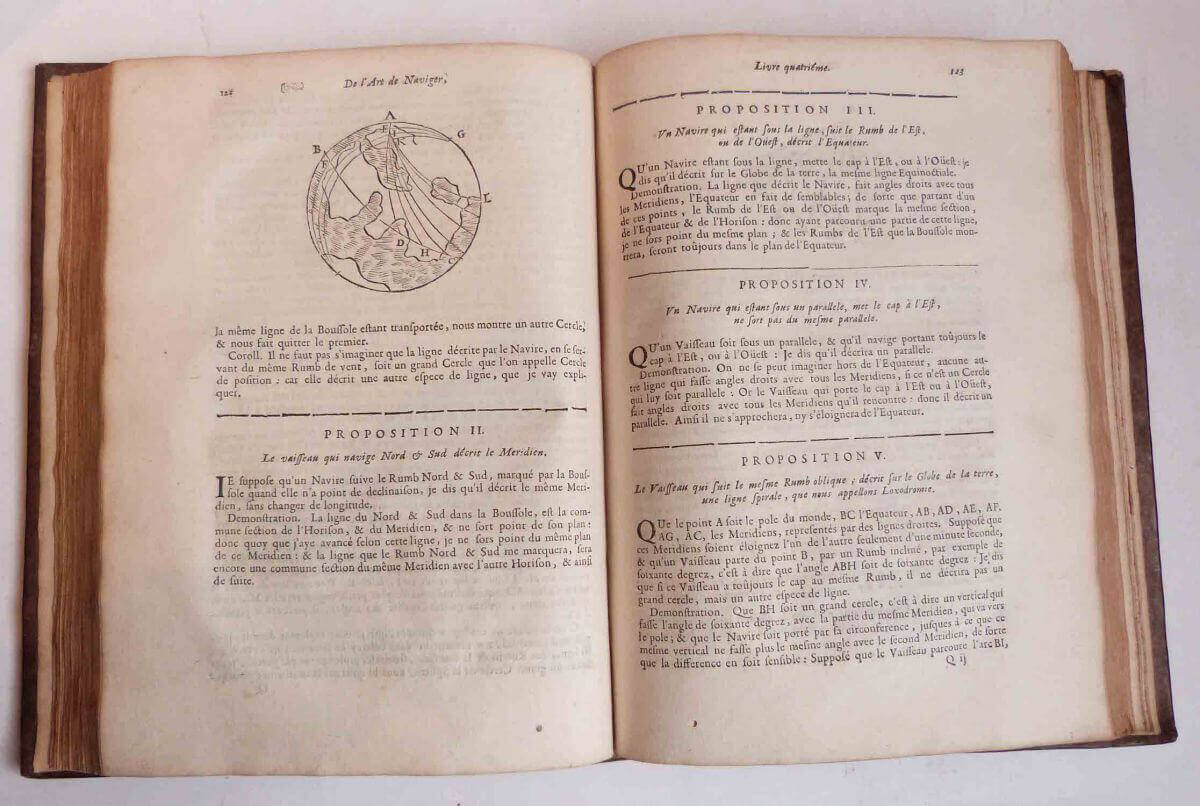 De l'Art de Naviger,
A
E I
G
B
K
F
L
D
H
C
la même ligne de la Boussole estant transportée, nous montre un autre Cercle,
& nous fait quitter le premier.
Coroll. Il ne faut pas s'imaginer que la ligne décrite par le Navire, en se ser-
vant du même Rumb de vent, soit un grand Cercle que l'on appelle Cercle
de position : car elle décrit une autre espece de ligne, que je vay expli-
quer.
PROPOSITION II.
Le vaisseau qui navige Nord & Sud décrit le Meridien.
JE suppose qu'un Navire suive le Rumb Nord & Sud, marqué par la Bous-
sole quand elle n'a point de declinaison, je dis qu'il décrit le même Meri-
dien, sans changer de longitude.
Demonstration. La ligne du Nord & Sud dans la Boussole, est la com-
mune section de l'Horison, & du Meridien, & ne sort point de son plan:
donc quoy que j'aye avancé selon cette ligne, je ne sors point du même plan
de ce Meridien : & la ligne que le Rumb Nord & Sud me marquera, sera
encore une commune section du même Meridien avec l'autre Horison, & ainsi
de suite.
Livre quatriéme.
123
PROPOSITION III.
Un Navire qui estant sous la ligne, suit le Rumb de l'Est,
ou de l'Oüest, décrit l'Equateur.
QU'un Navire estant sous la ligne, mette le cap à l'Est, ou à l'Oüest: je
dis qu'il décrit sur le Globe de la terre, la mesme ligne Equinoctiale.
Demonstration. La ligne que décrit le Navire, fait angles droits avec tous
les Meridiens, l'Equateur en fait de semblables; de sorte que partant d'un
de ces points, le Rumb de l'Est ou de l'Oüest marque la mesme section,
de l'Equateur & de l'Horison : donc ayant parcouru une partie de cette ligne,
je ne sors point du mesme plan ; & les Rumbs de l'Est que la Boussole mon-
trera, seront toûjours dans le plan de l'Equateur.
PROPOSITION IV.
Un Navire qui estant sous un parallele, met le cap à l'Est,
ne sort pas du mesme parallele.
QU'un Vaisseau soit sous un parallele, & qu'il navige portant toûjours le
cap à l'Est, ou à l'Oüest : Je dis qu'il décrira un parallele.
Demonstration. On ne se peut imaginer hors de l'Equateur, aucune au-
tre ligne qui fasse angles droits avec tous les Meridiens, si ce n'est un Cercle
qui luy soit parallele : Or le Vaisseau qui porte le cap à l'Est ou à l'Oüest,
fait angles droits avec tous les Meridiens qu'il rencontre : donc il décrit un
parallele. Ainsi il ne s'approchera, ny s'éloignera de l'Equateur.
PROPOSITION V.
Le Vaisseau qui suit le mesme Rumb oblique ; décrit sur le Globe de la terre,
une ligne spirale, que nous appellons Loxodromie.
QUe le point A soit le pole du monde, BC l'Equateur, AB, AD, AE, AF,
AG, AC, les Meridiens, representés par des lignes droites. Supposé que
ces Meridiens soient éloignez l'un de l'autre seulement d'une minute seconde,
& qu'un Vaisseau parte du point B, par un Rumb incliné, par exemple de
soixante degrez, c'est à dire que l'angle ABH soit de soixante degrez : Je dis
que si ce Vaisseau a toûjours le cap au mesme Rumb, il ne décrira pas un
grand cercle, mais un autre espece de ligne.
Demonstration. Que BH soit un grand cercle, c'est à dire un vertical qui
fasse l'angle de soixante degrez, avec la partie du mesme Meridien, qui va vers
le pole ; & que le Navire soit porté par sa circonference, jusques à ce que ce
mesme vertical ne fasse plus le mesme angle avec le second Meridien, de sorte
que la difference en soit sensible : Supposé que le Vaisseau parcoure l'arc BI,
Q ij